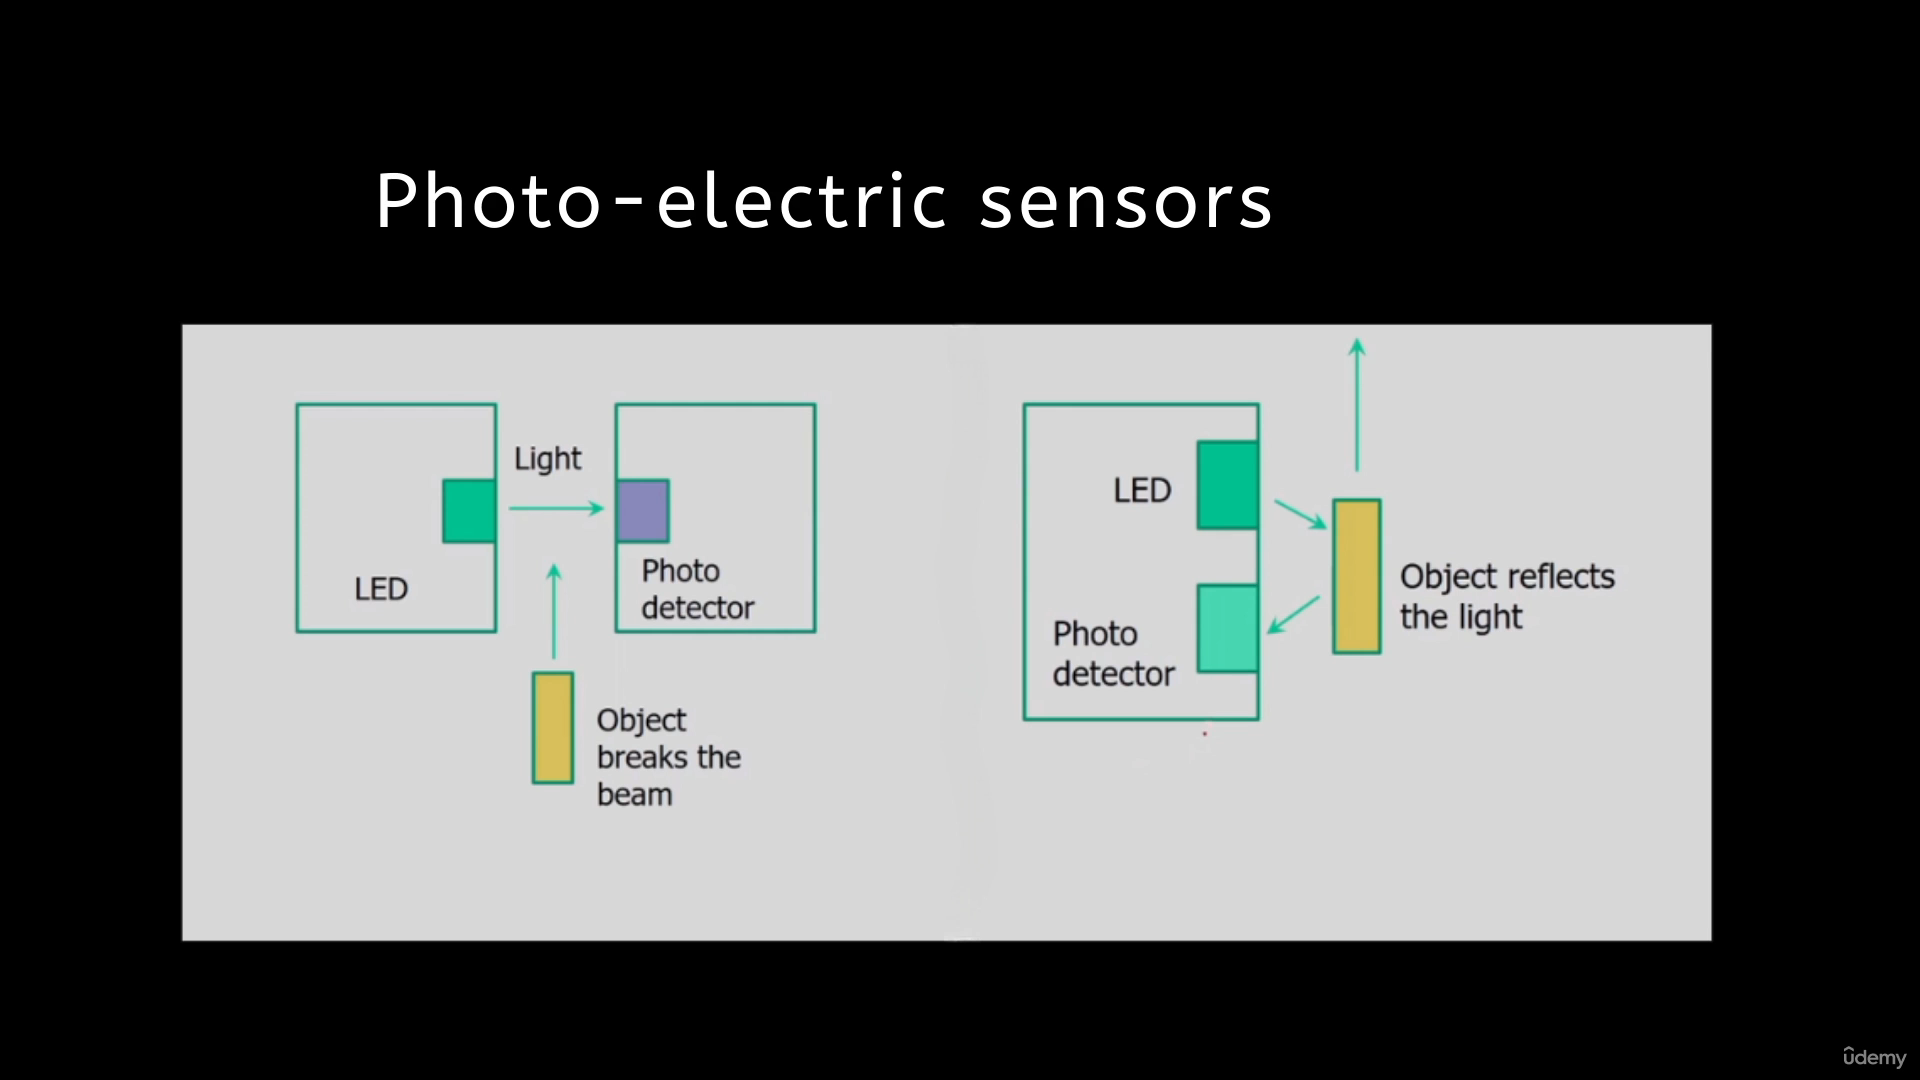 Photo-electric sensors
Light
LED
Photo
detector
Object
breaks the
beam
LED
Photo
detector
Object reflects
the light
ûdemy